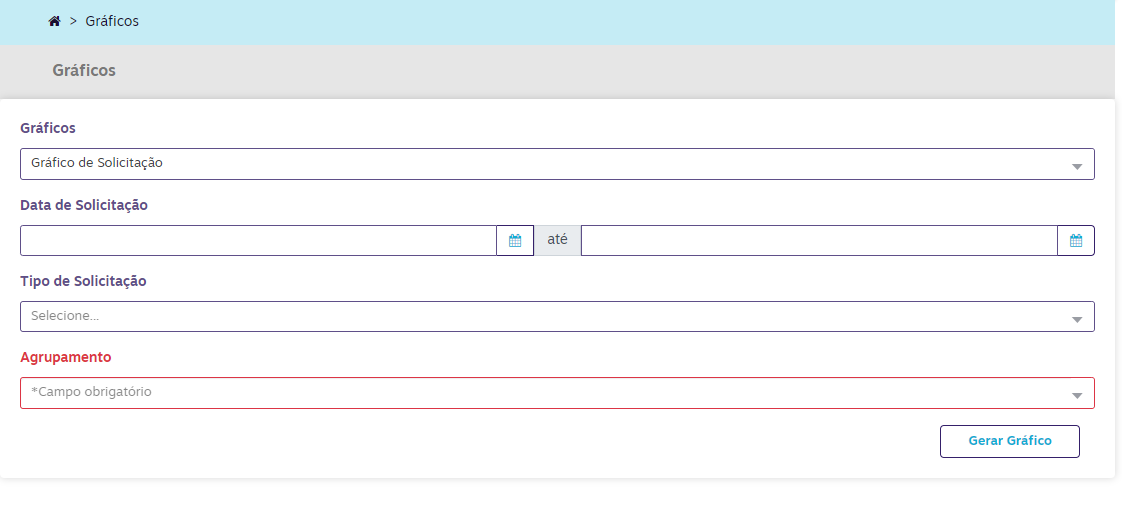 > Gráficos
Gráficos
Gráficos
Gráfico de Solicitação
Data de Solicitação
até
Tipo de Solicitação
Selecione...
Agrupamento
*Campo obrigatório
Gerar Gráfico